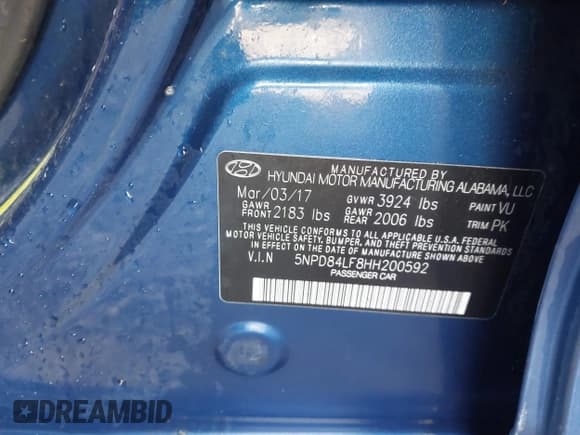 MANUFACTURED BY
HYUNDAI MOTOR MANUFACTURING ALABAMA, LLC
Mar/03/17 GVWR 3924 lbs PAINT VU
GAWR FRONT 2183 lbs GAWR REAR 2006 lbs TRIM PK
THIS VEHICLE CONFORMS TO ALL APPLICABLE U.S.A. FEDERAL
MOTOR VEHICLE SAFETY, BUMPER, AND THEFT PREVENTION STANDARDS
IN EFFECT ON THE DATE OF MANUFACTURE SHOWN ABOVE
V.I.N 5NPD84LF8HH200592
PASSENGER CAR
DREAMBID